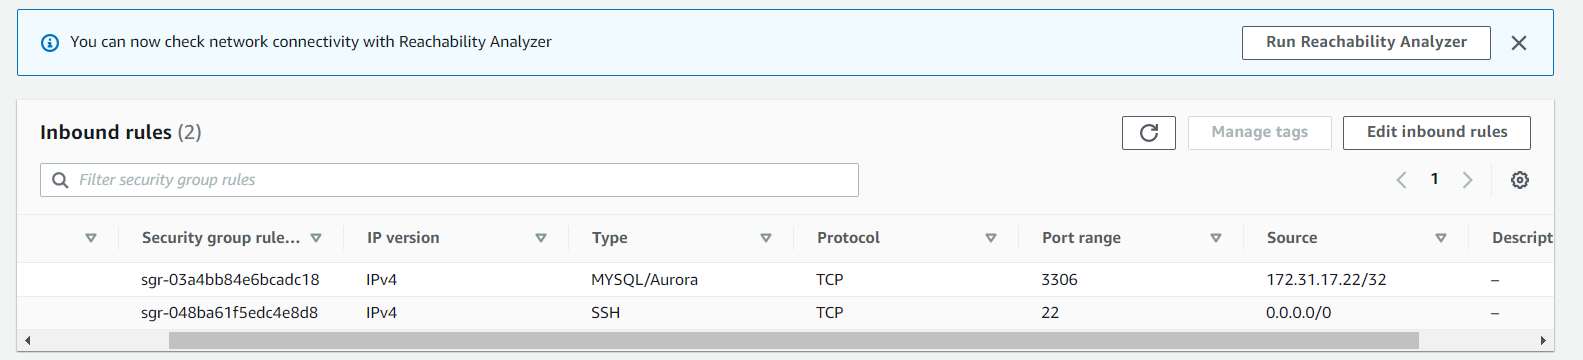 You can now check network connectivity with Reachability Analyzer
Run Reachability Analyzer
Inbound rules (2)
Manage tags
Edit inbound rules
Filter security group rules
1
Security group rule... IP version Type Protocol Port range Source Descript
sgr-03a4bb84e6bcadc18 IPv4 MYSQL/Aurora TCP 3306 172.31.17.22/32 –
sgr-048ba61f5edc4e8d8 IPv4 SSH TCP 22 0.0.0.0/0 –